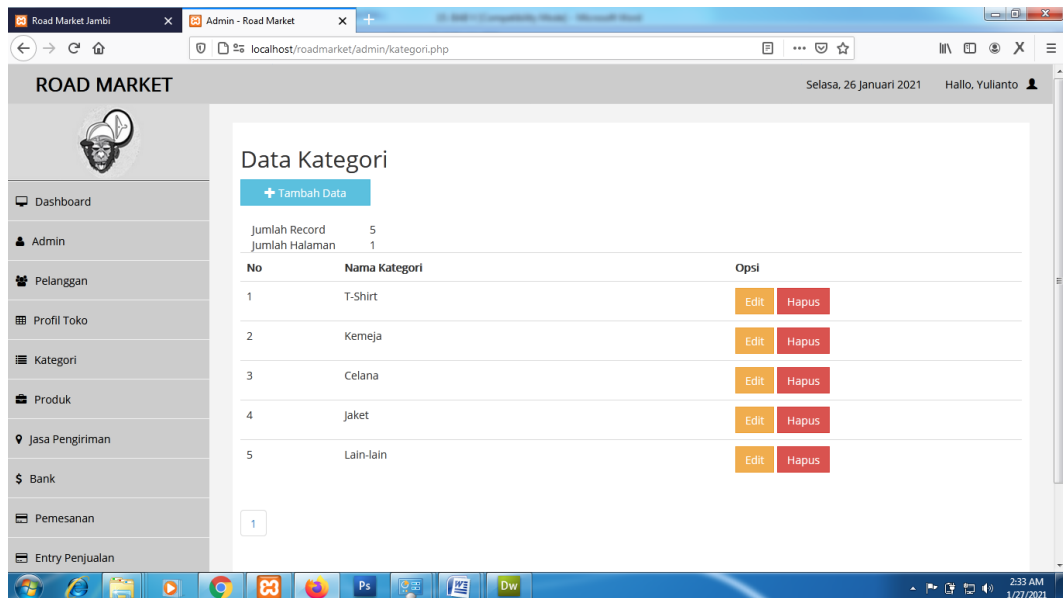 Road Market Jambi
Admin - Road Market
localhost/roadmarket/admin/kategori.php
ROAD MARKET
Selasa, 26 Januari 2021
Hallo, Yulianto
Dashboard
Admin
Pelanggan
Profil Toko
Kategori
Produk
Jasa Pengiriman
$ Bank
Pemesanan
Entry Penjualan
Data Kategori
+ Tambah Data
Jumlah Record 5
Jumlah Halaman 1
No Nama Kategori Opsi
1 T-Shirt Edit Hapus
2 Kemeja Edit Hapus
3 Celana Edit Hapus
4 Jaket Edit Hapus
5 Lain-lain Edit Hapus
1
Ps
Dw
2:33 AM
1/27/2021